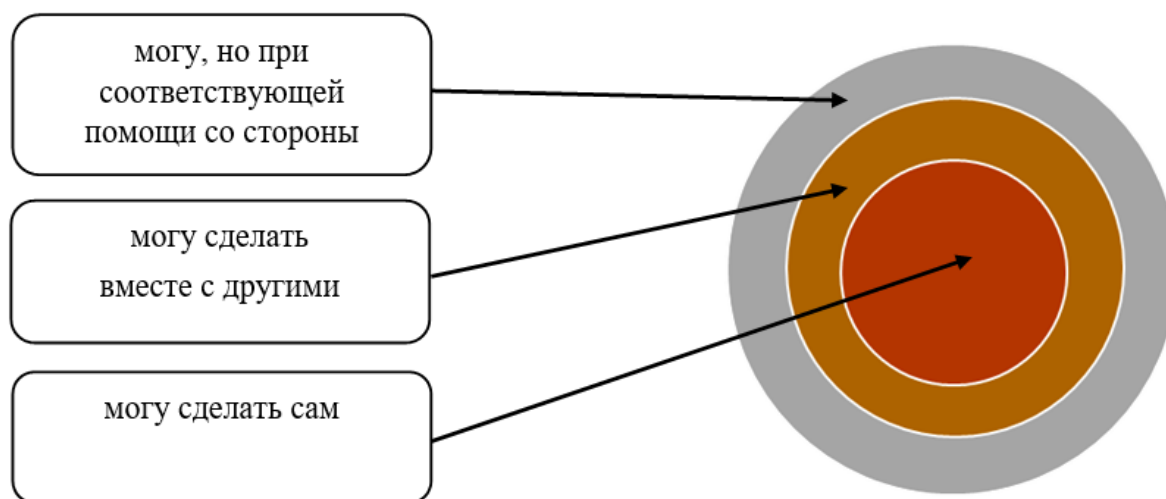 могу, но при
соответствующей
помощи со стороны
могу сделать
вместе с другими
могу сделать сам